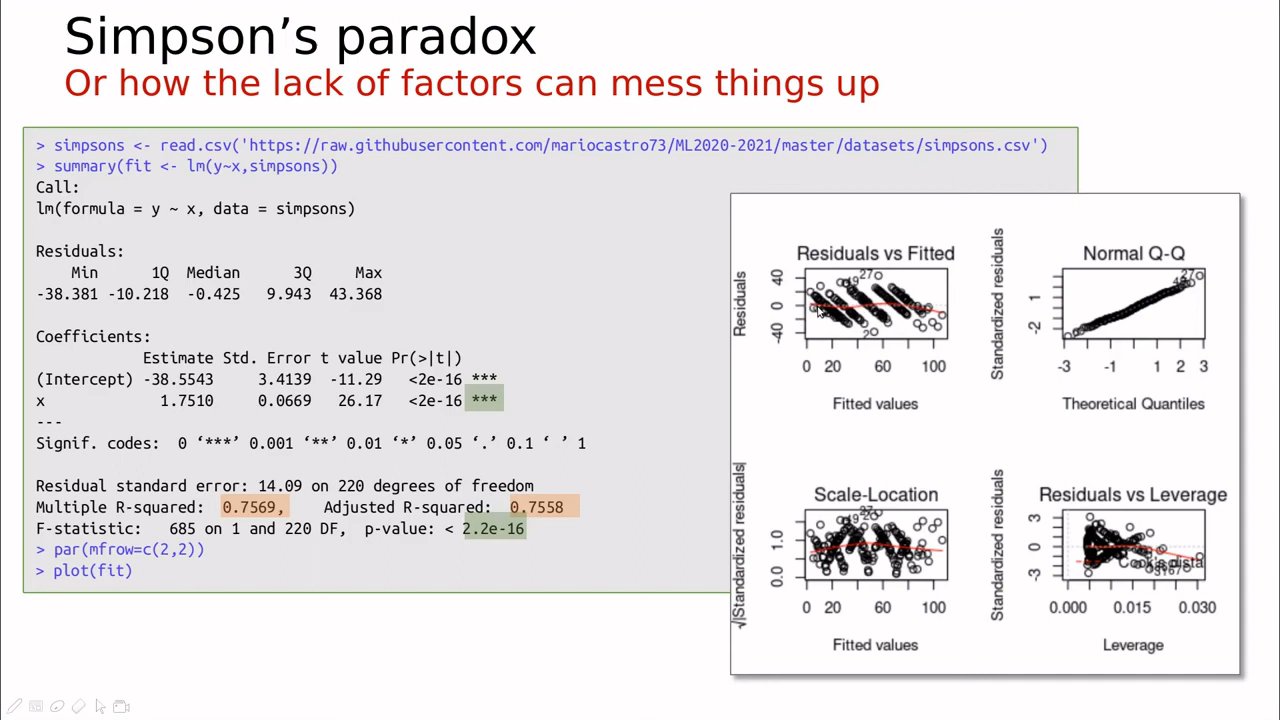 Simpson’s paradox
Or how the lack of factors can mess things up
> simpsons <- read.csv('https://raw.githubusercontent.com/mariocastro73/ML2020-2021/master/datasets/simpsons.csv')
> summary(fit <- lm(y~x,simpsons))
Call:
lm(formula = y ~ x, data = simpsons)
Residuals:
Min 1Q Median 3Q Max
-38.381 -10.218 -0.425 9.943 43.368
Coefficients:
Estimate Std. Error t value Pr(>|t|)
(Intercept) -38.5543 3.4139 -11.29 <2e-16 ***
x 1.7510 0.0669 26.17 <2e-16 ***
---
Signif. codes: 0 ‘***’ 0.001 ‘**’ 0.01 ‘*’ 0.05 ‘.’ 0.1 ‘ ’ 1
Residual standard error: 14.09 on 220 degrees of freedom
Multiple R-squared: 0.7569, Adjusted R-squared: 0.7558
F-statistic: 685 on 1 and 220 DF, p-value: < 2.2e-16
> par(mfrow=c(2,2))
> plot(fit)
Residuals vs Fitted
Residuals
40
0
-40
27
0 20 60 100
Fitted values
Normal Q-Q
Standardized residuals
1
-2
27
-3 -1 1 2 3
Theoretical Quantiles
Scale-Location
√|Standardized residuals|
1.0
0.0
27
0 20 60 100
Fitted values
Residuals vs Leverage
Standardized residuals
3
0
-3
0.000 0.015 0.030
Leverage